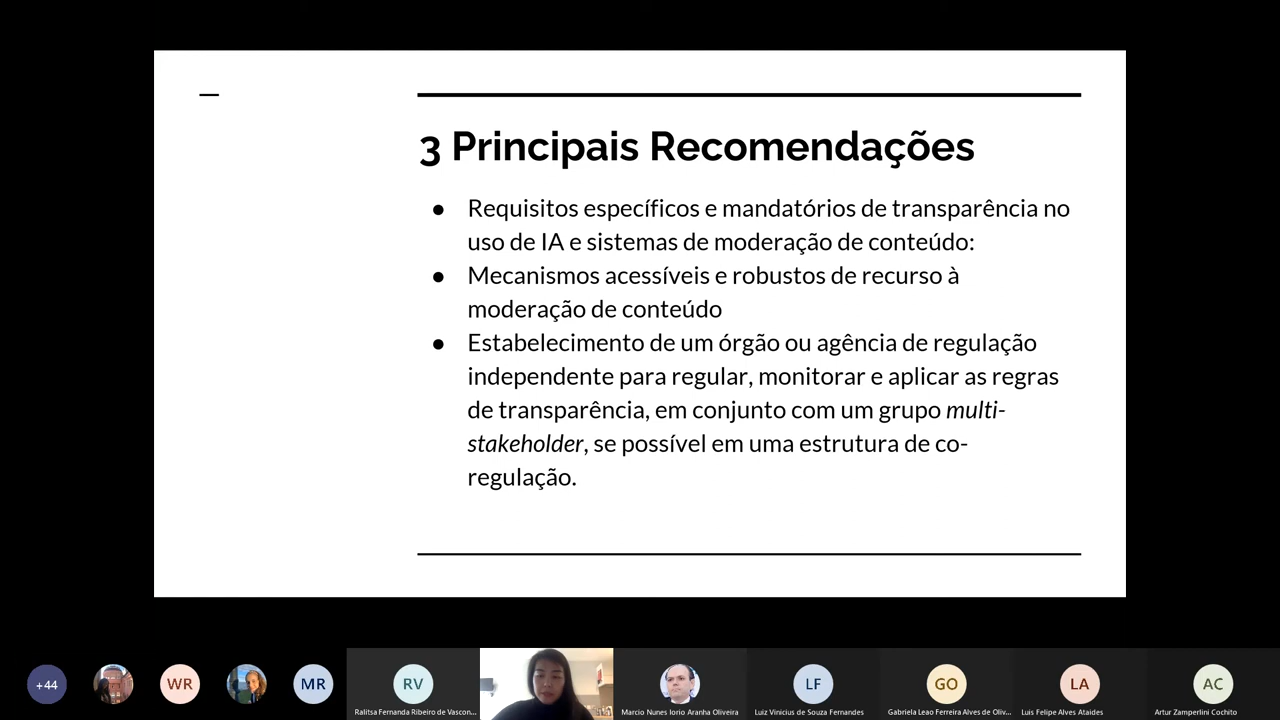 3 Principais Recomendações
● Requisitos específicos e mandatórios de transparência no
uso de IA e sistemas de moderação de conteúdo:
● Mecanismos acessíveis e robustos de recurso à
moderação de conteúdo
● Estabelecimento de um órgão ou agência de regulação
independente para regular, monitorar e aplicar as regras
de transparência, em conjunto com um grupo multi-
stakeholder, se possível em uma estrutura de co-
regulação.
+44
WR
MR
RV
LF
GO
LA
AC
Ralitsa Fernanda Ribeiro de Vascon...
Marcio Nunes Iorio Aranha Oliveira
Luiz Vinicius de Souza Fernandes
Gabriela Leao Ferreira Alves de Oliv...
Luis Felipe Alves Ataides
Artur Zamperlini Cochito